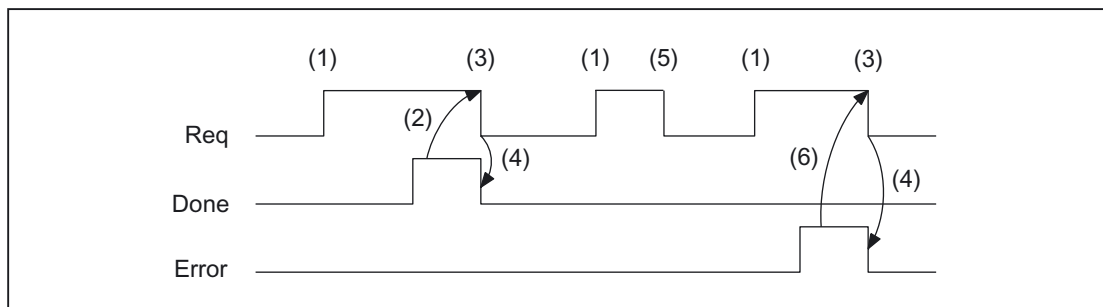 (1) (3) (1) (5) (1) (3)
Req (2) (4) (6) (4)
Done
Error